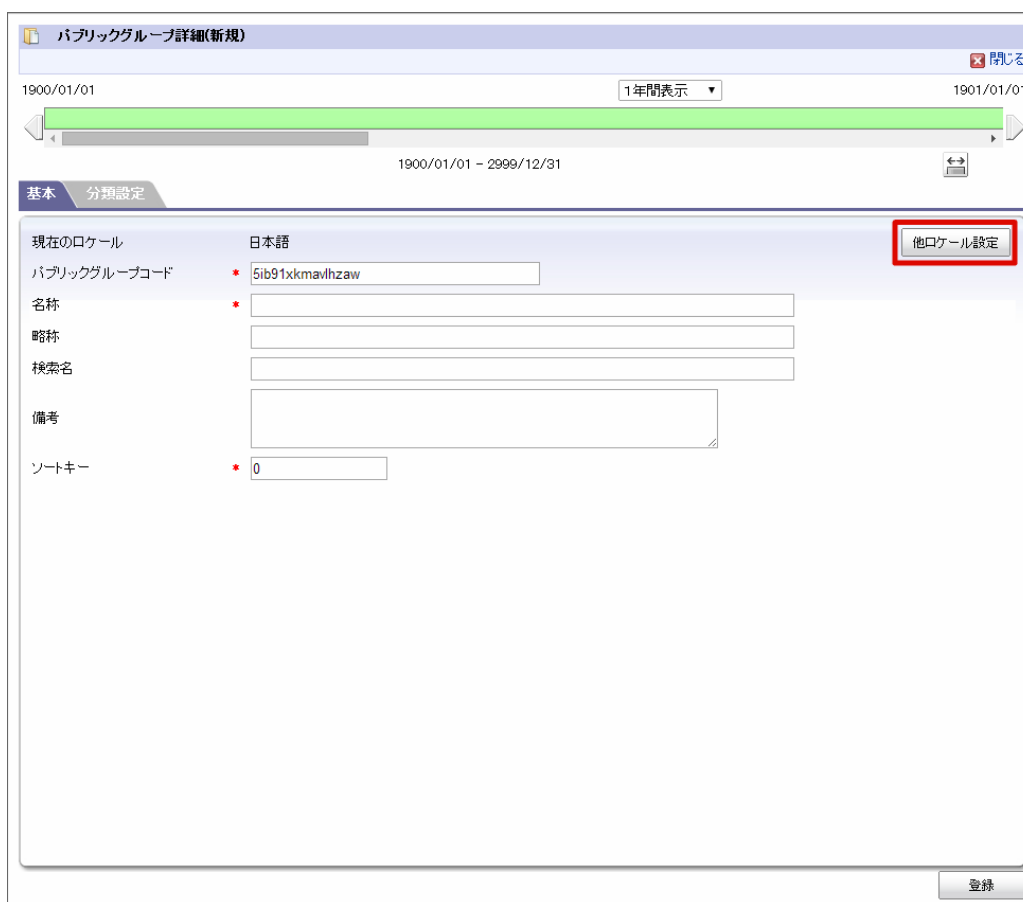 パブリックグループ詳細(新規)
閉じる
1900/01/01 1年間表示 ▼ 1901/01/01
1900/01/01 - 2999/12/31
基本 分類設定
現在のロケール 日本語 他ロケール設定
パブリックグループコード * 5ib91xkmavlhzaw
名称 *
略称
検索名
備考
ソートキー * 0
登録